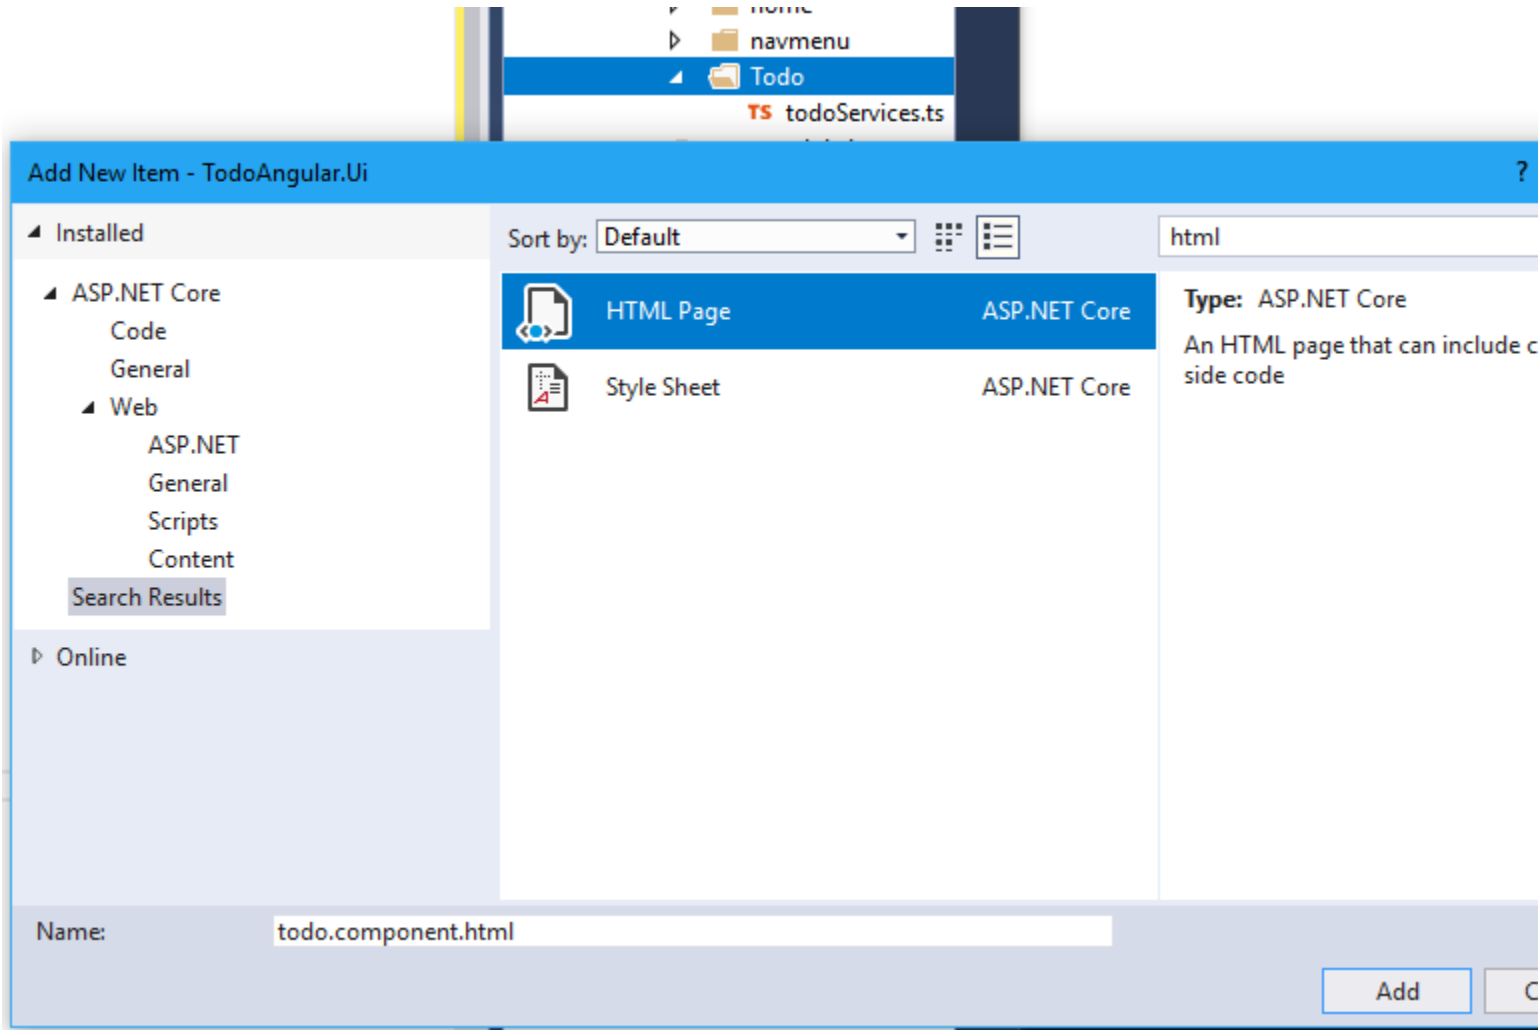 navmenu
Todo
TS todoServices.ts
Add New Item - TodoAngular.Ui ?
Installed
Sort by: Default
html
ASP.NET Core
Code
General
Web
ASP.NET
General
Scripts
Content
Search Results
Online
HTML Page ASP.NET Core
Style Sheet ASP.NET Core
Type: ASP.NET Core
An HTML page that can include
side code
Name: todo.component.html
Add